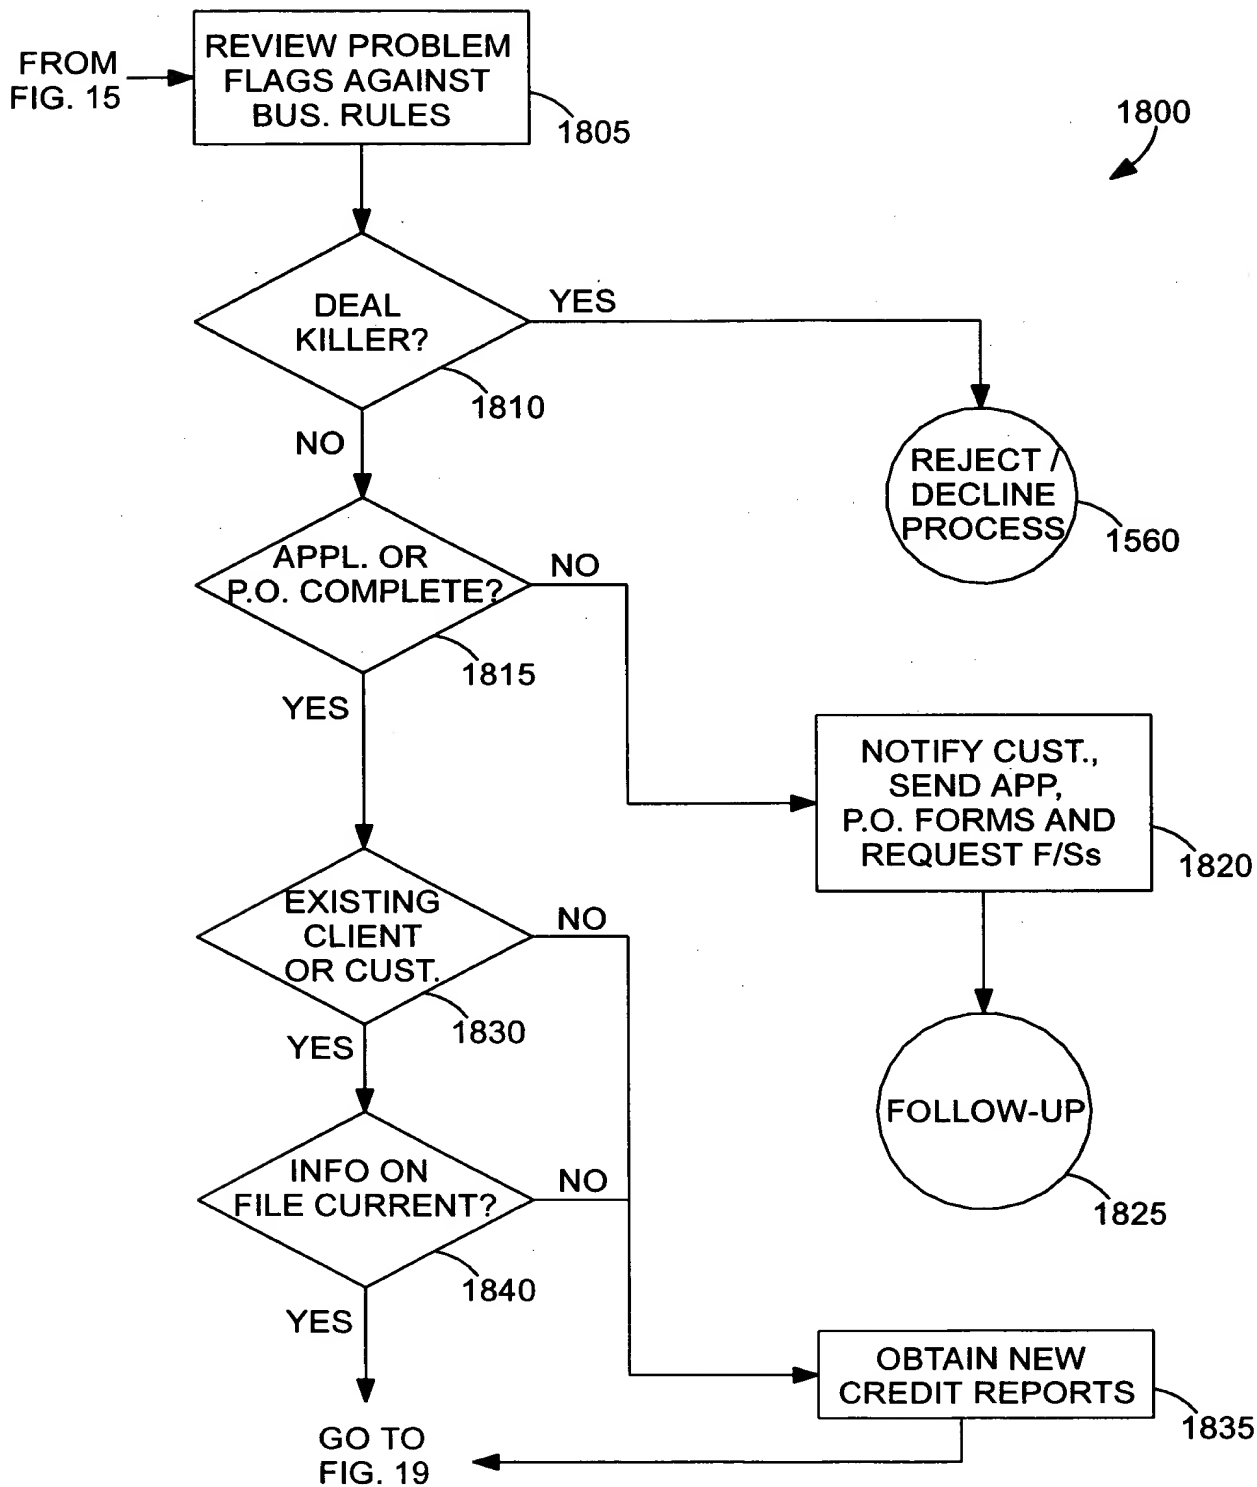 REVIEW PROBLEM
FLAGS AGAINST
BUS. RULES
FROM
FIG. 15
1805
1800
DEAL
KILLER?
YES
1810
NO
REJECT /
DECLINE
PROCESS
1560
APPL. OR
P.O. COMPLETE?
NO
1815
YES
NOTIFY CUST.,
SEND APP,
P.O. FORMS AND
REQUEST F/Ss
1820
EXISTING
CLIENT
OR CUST.
NO
1830
YES
FOLLOW-UP
1825
INFO ON
FILE CURRENT?
NO
1840
YES
OBTAIN NEW
CREDIT REPORTS
1835
GO TO
FIG. 19